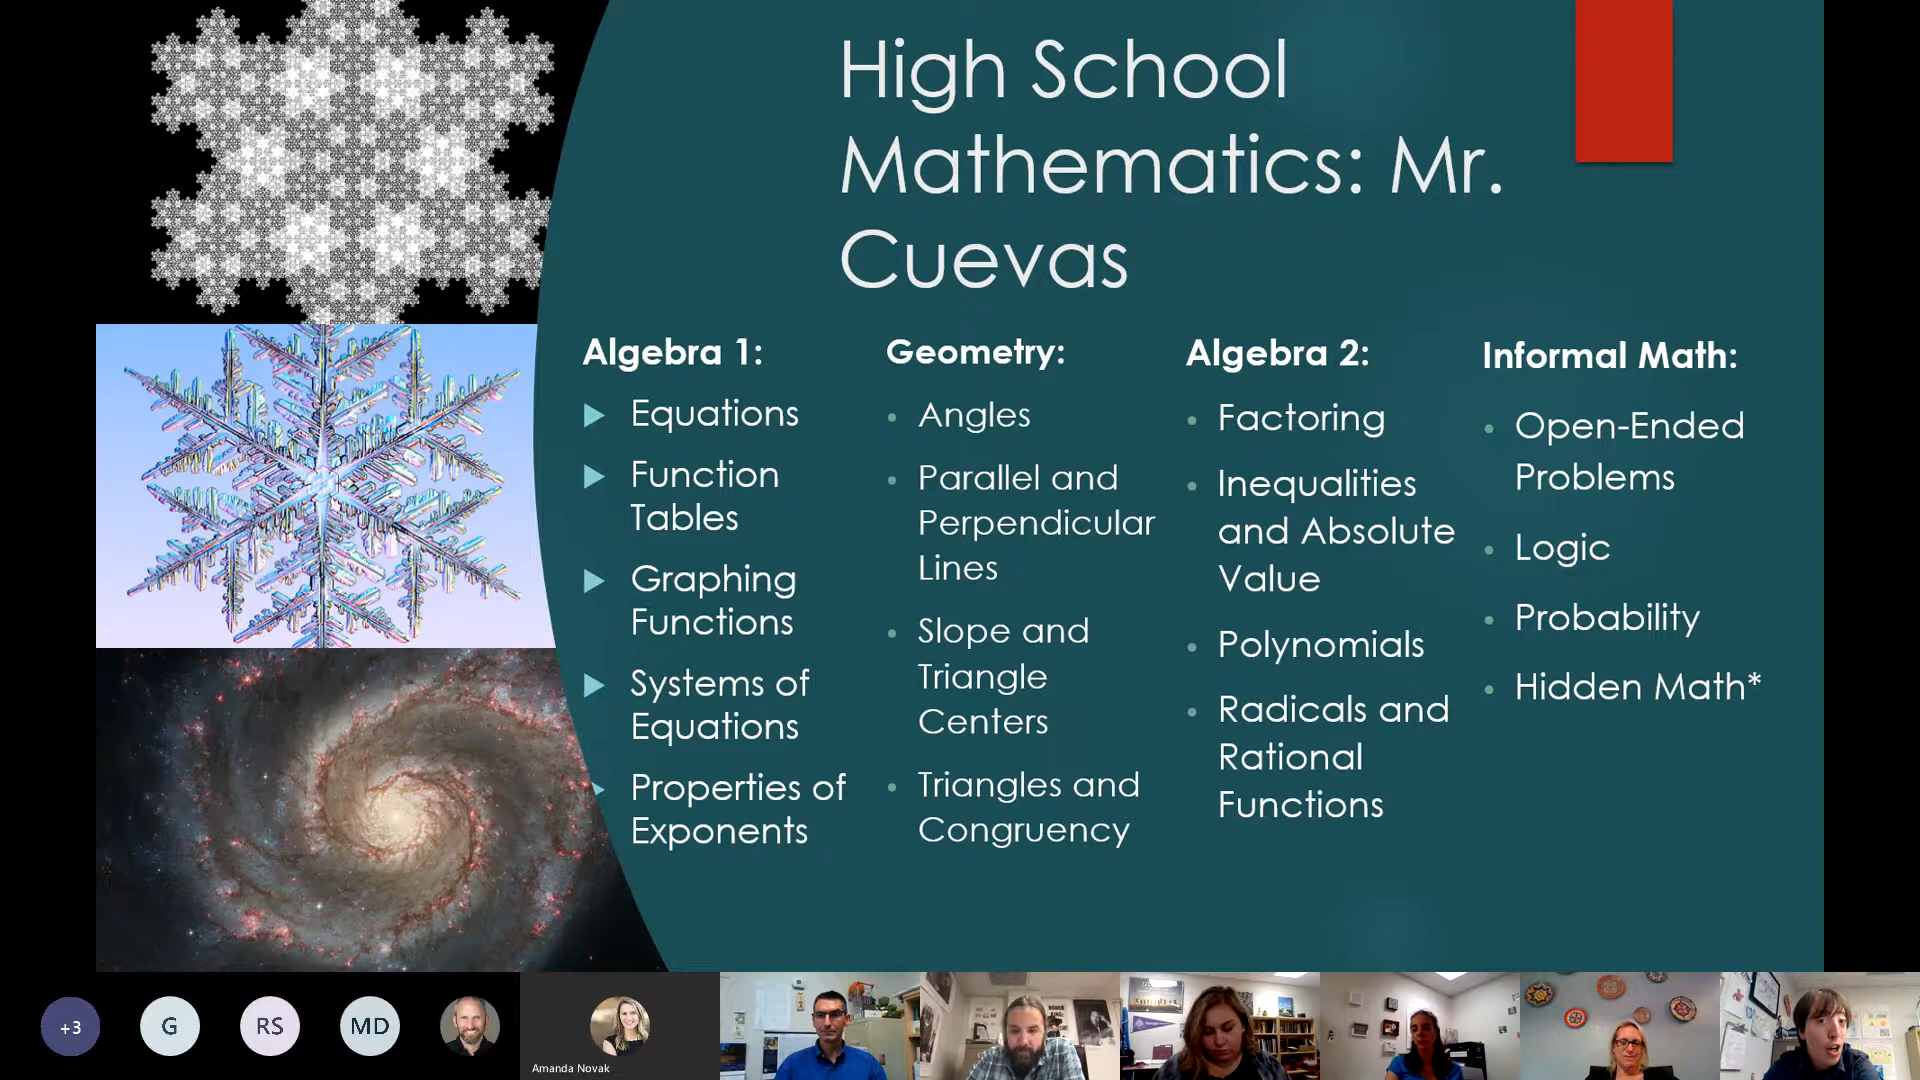 High School
Mathematics: Mr.
Cuevas
Algebra 1:
Equations
Function
Tables
Graphing
Functions
Systems of
Equations
Properties of
Exponents
Geometry:
Angles
Parallel and
Perpendicular
Lines
Slope and
Triangle
Centers
Triangles and
Congruency
Algebra 2:
Factoring
Inequalities
and Absolute
Value
Polynomials
Radicals and
Rational
Functions
Informal Math:
Open-Ended
Problems
Logic
Probability
Hidden Math*
+3
G
RS
MD
Amanda Novak